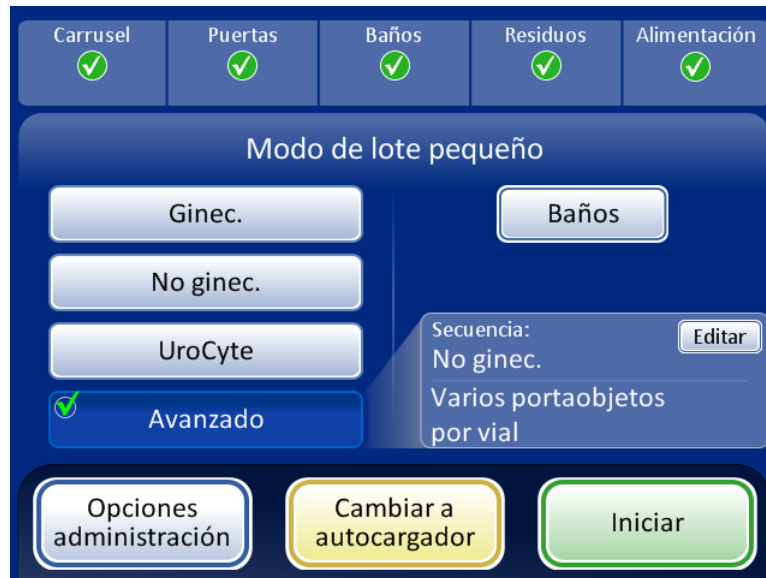 Carrusel
Puertas
Baños
Residuos
Alimentación
Modo de lote pequeño
Ginec.
Baños
No ginec.
UroCyte
Secuencia:
Editar
No ginec.
Avanzado
Varios portaobjetos
por vial
Opciones
administración
Cambiar a
autocargador
Iniciar